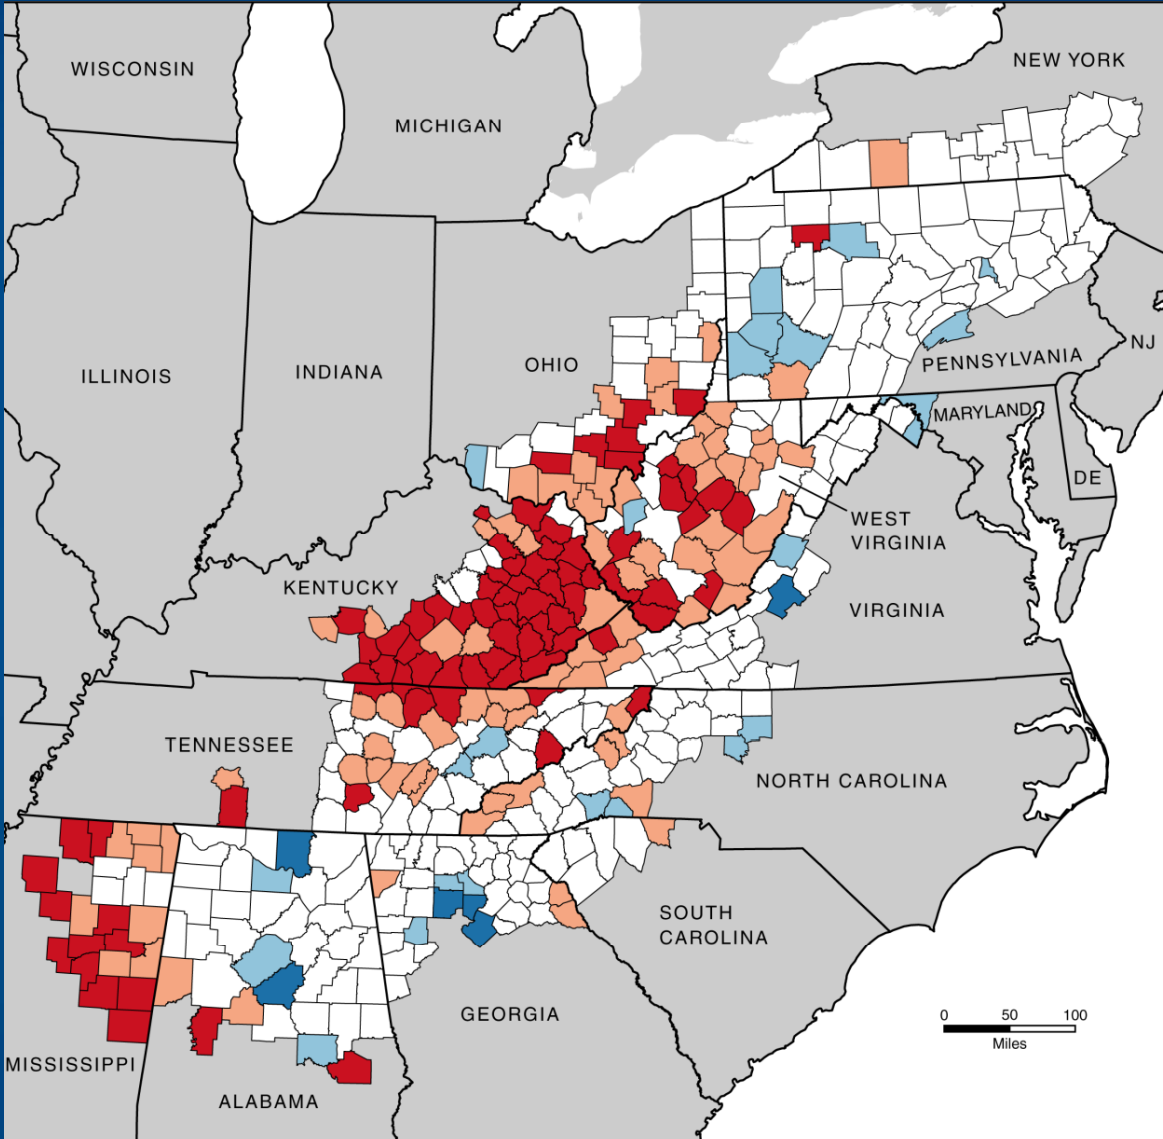 WISCONSIN
MICHIGAN
NEW YORK
ILLINOIS
INDIANA
OHIO
PENNSYLVANIA
NJ
MARYLAND
DE
WEST
VIRGINIA
KENTUCKY
VIRGINIA
TENNESSEE
NORTH CAROLINA
SOUTH
CAROLINA
GEORGIA
0 50 100
Miles
MISSISSIPPI
ALABAMA